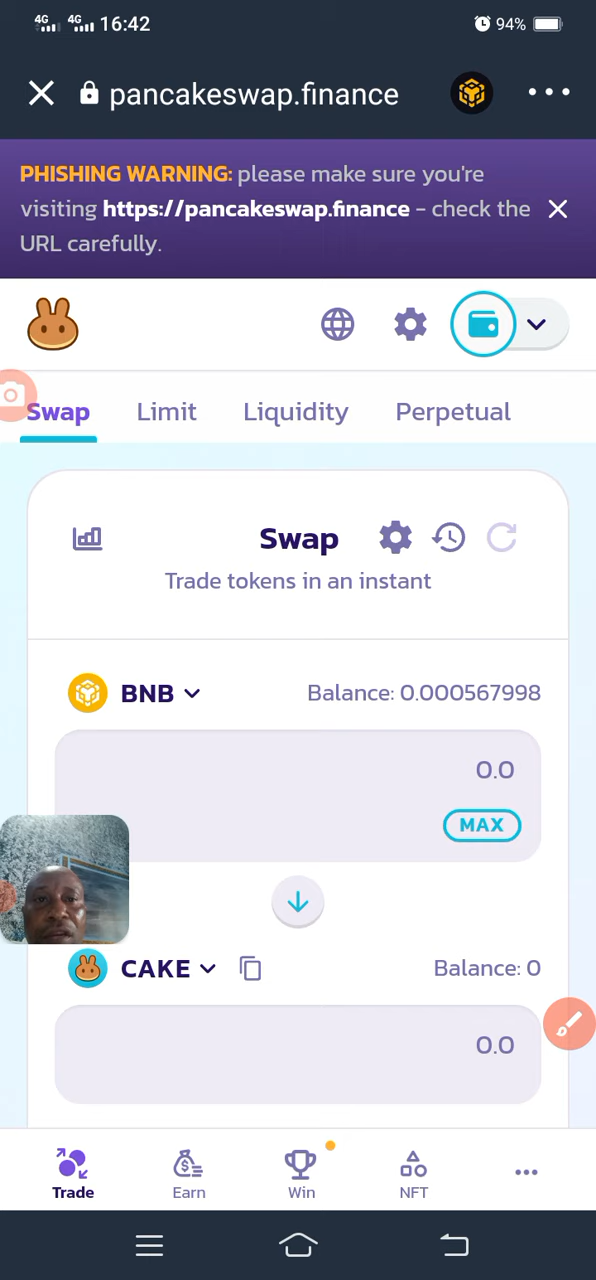 4G 4G 16:42 94%
pancakeswap.finance
PHISHING WARNING: please make sure you're
visiting https://pancakeswap.finance - check the
URL carefully.
Swap Limit Liquidity Perpetual
Swap
Trade tokens in an instant
BNB Balance: 0.000567998
0.0
MAX
CAKE Balance: 0
0.0
Trade Earn Win NFT